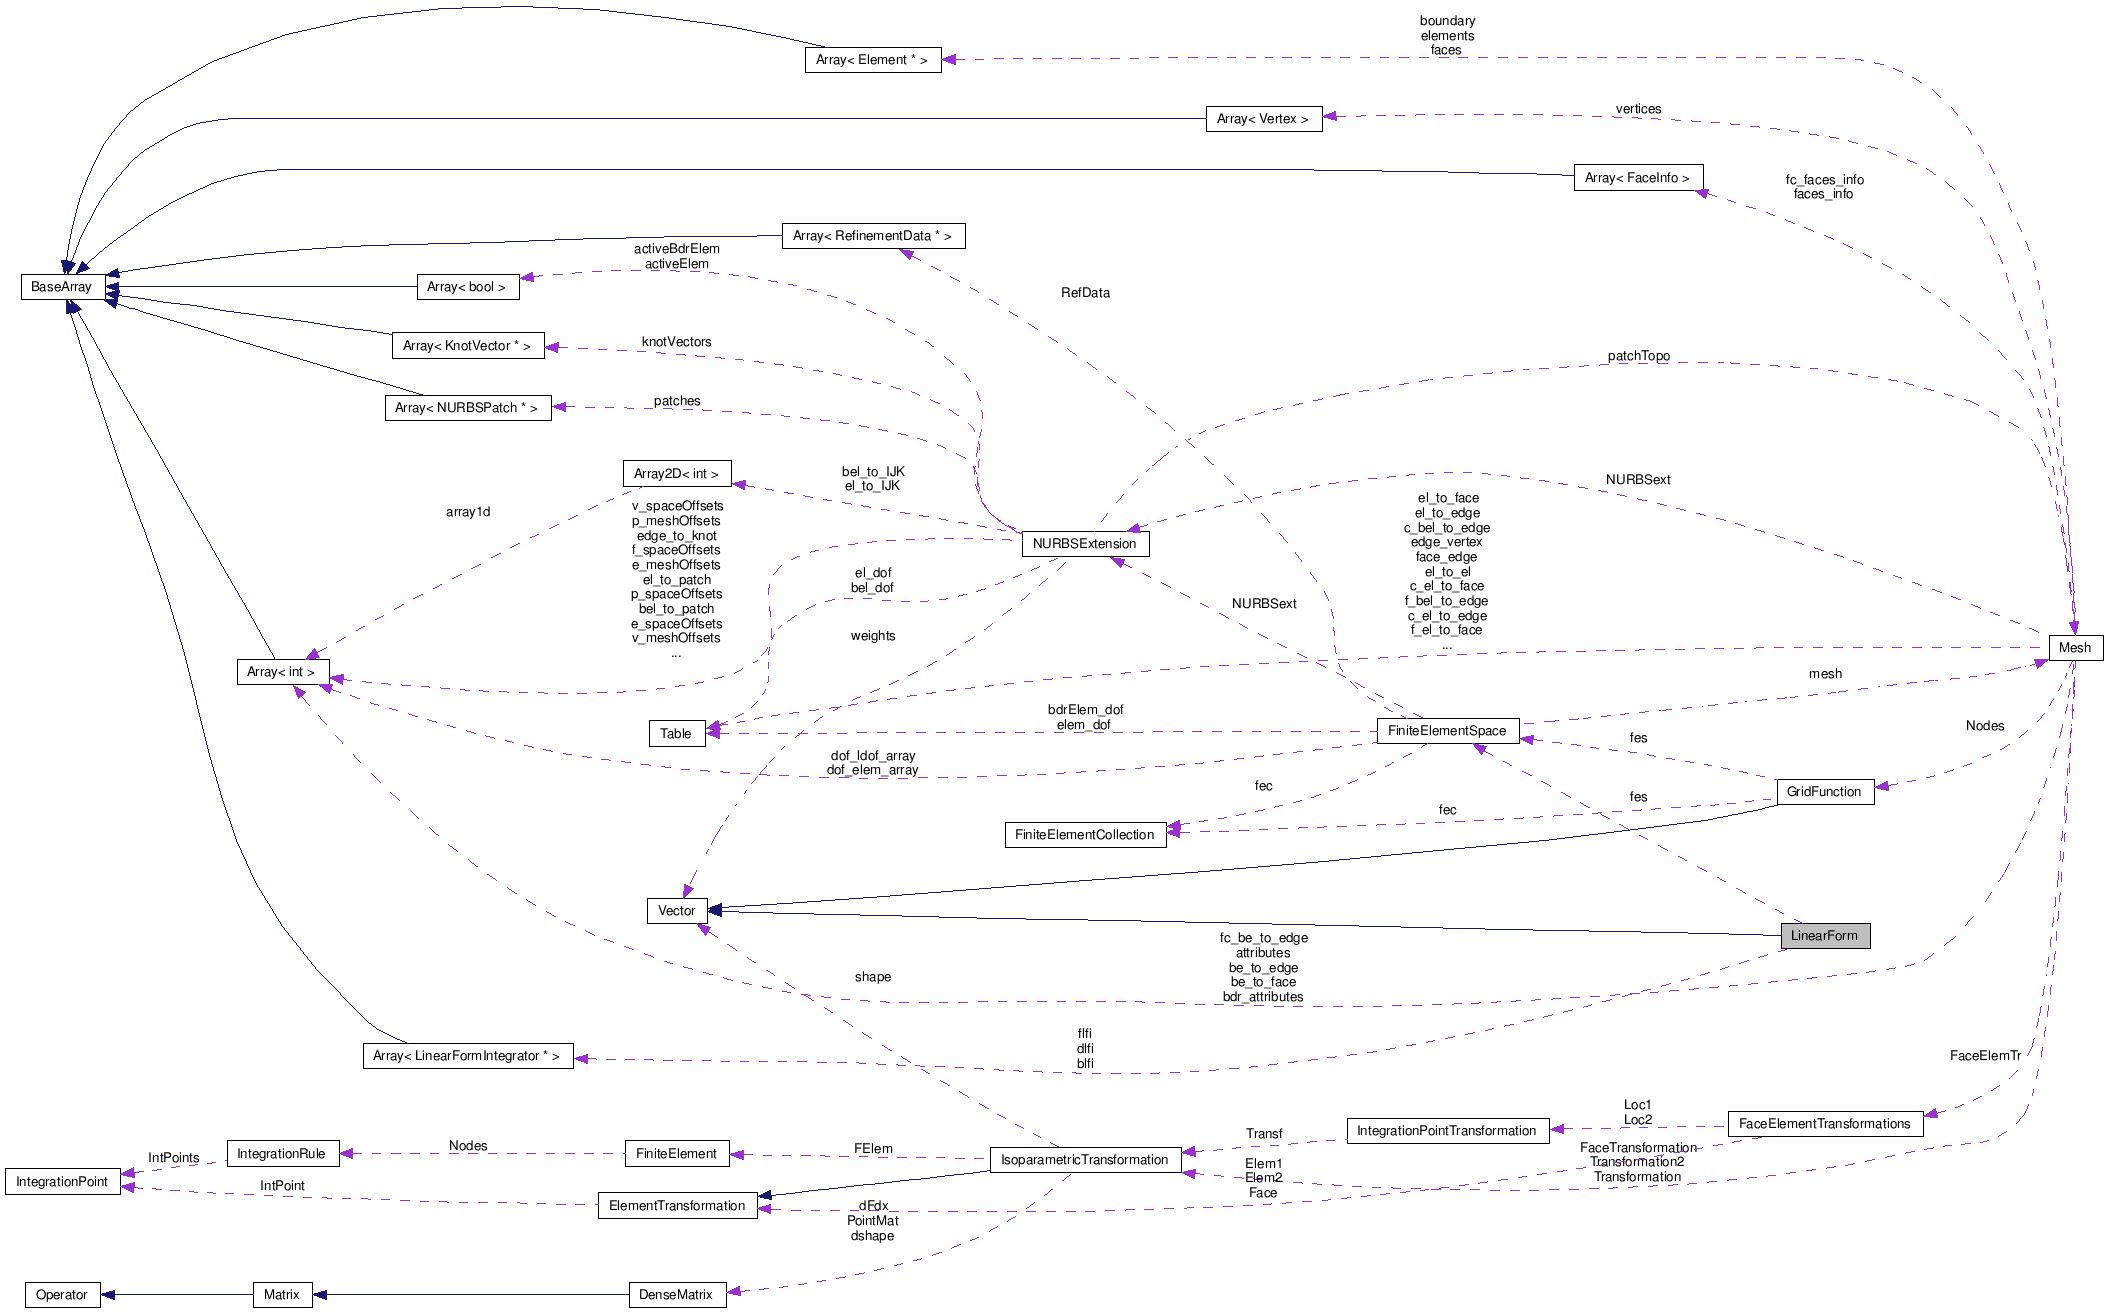 boundary
elements
faces
Array< Element * >
vertices
Array< Vertex >
Array< FaceInfo >
fc_faces_info
faces_info
Array< RefinementData * >
activeBdrElem
activeElem
BaseArray
Array< bool >
RefData
Array< KnotVector * >
knotVectors
patchTopo
Array< NURBSPatch * >
patches
Array2D< int >
bel_to_IJK
el_to_IJK
NURBSext
array1d
v_spaceOffsets
p_meshOffsets
edge_to_knot
f_spaceOffsets
e_meshOffsets
el_to_patch
p_spaceOffsets
bel_to_patch
e_spaceOffsets
v_meshOffsets
...
NURBSExtension
el_to_face
el_to_edge
c_bel_to_edge
edge_vertex
face_edge
el_to_el
c_el_to_face
f_bel_to_edge
c_el_to_edge
f_el_to_face
...
el_dof
bel_dof
NURBSext
weights
Mesh
Array< int >
mesh
bdrElem_dof
elem_dof
Table
FiniteElementSpace
Nodes
fes
dof_ldof_array
dof_elem_array
fec
GridFunction
fes
fec
FiniteElementCollection
Vector
LinearForm
fc_be_to_edge
attributes
be_to_edge
be_to_face
bdr_attributes
shape
flfi
dlfi
blfi
Array< LinearFormIntegrator * >
FaceElemTr
Loc1
Loc2
FaceElementTransformations
IntegrationPointTransformation
Transf
Nodes
FElem
IntPoints
IntegrationRule
FiniteElement
IsoparametricTransformation
FaceTransformation
Transformation2
Transformation
Elem1
Elem2
Face
IntegrationPoint
IntPoint
ElementTransformation
dFdx
PointMat
dshape
Operator
Matrix
DenseMatrix